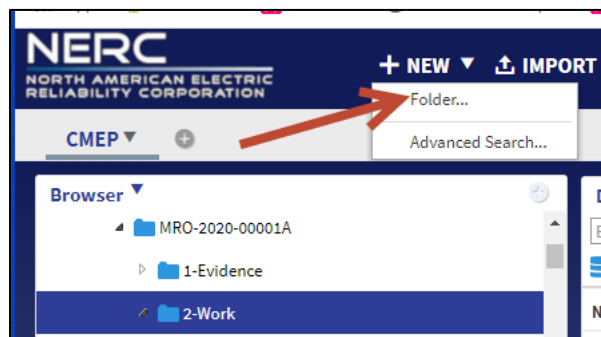 NERC
NORTH AMERICAN ELECTRIC
RELIABILITY CORPORATION
+ NEW ▼ IMPORT
Folder...
Advanced Search...
CMEP ▼
Browser ▼
MRO-2020-00001A
1-Evidence
2-Work